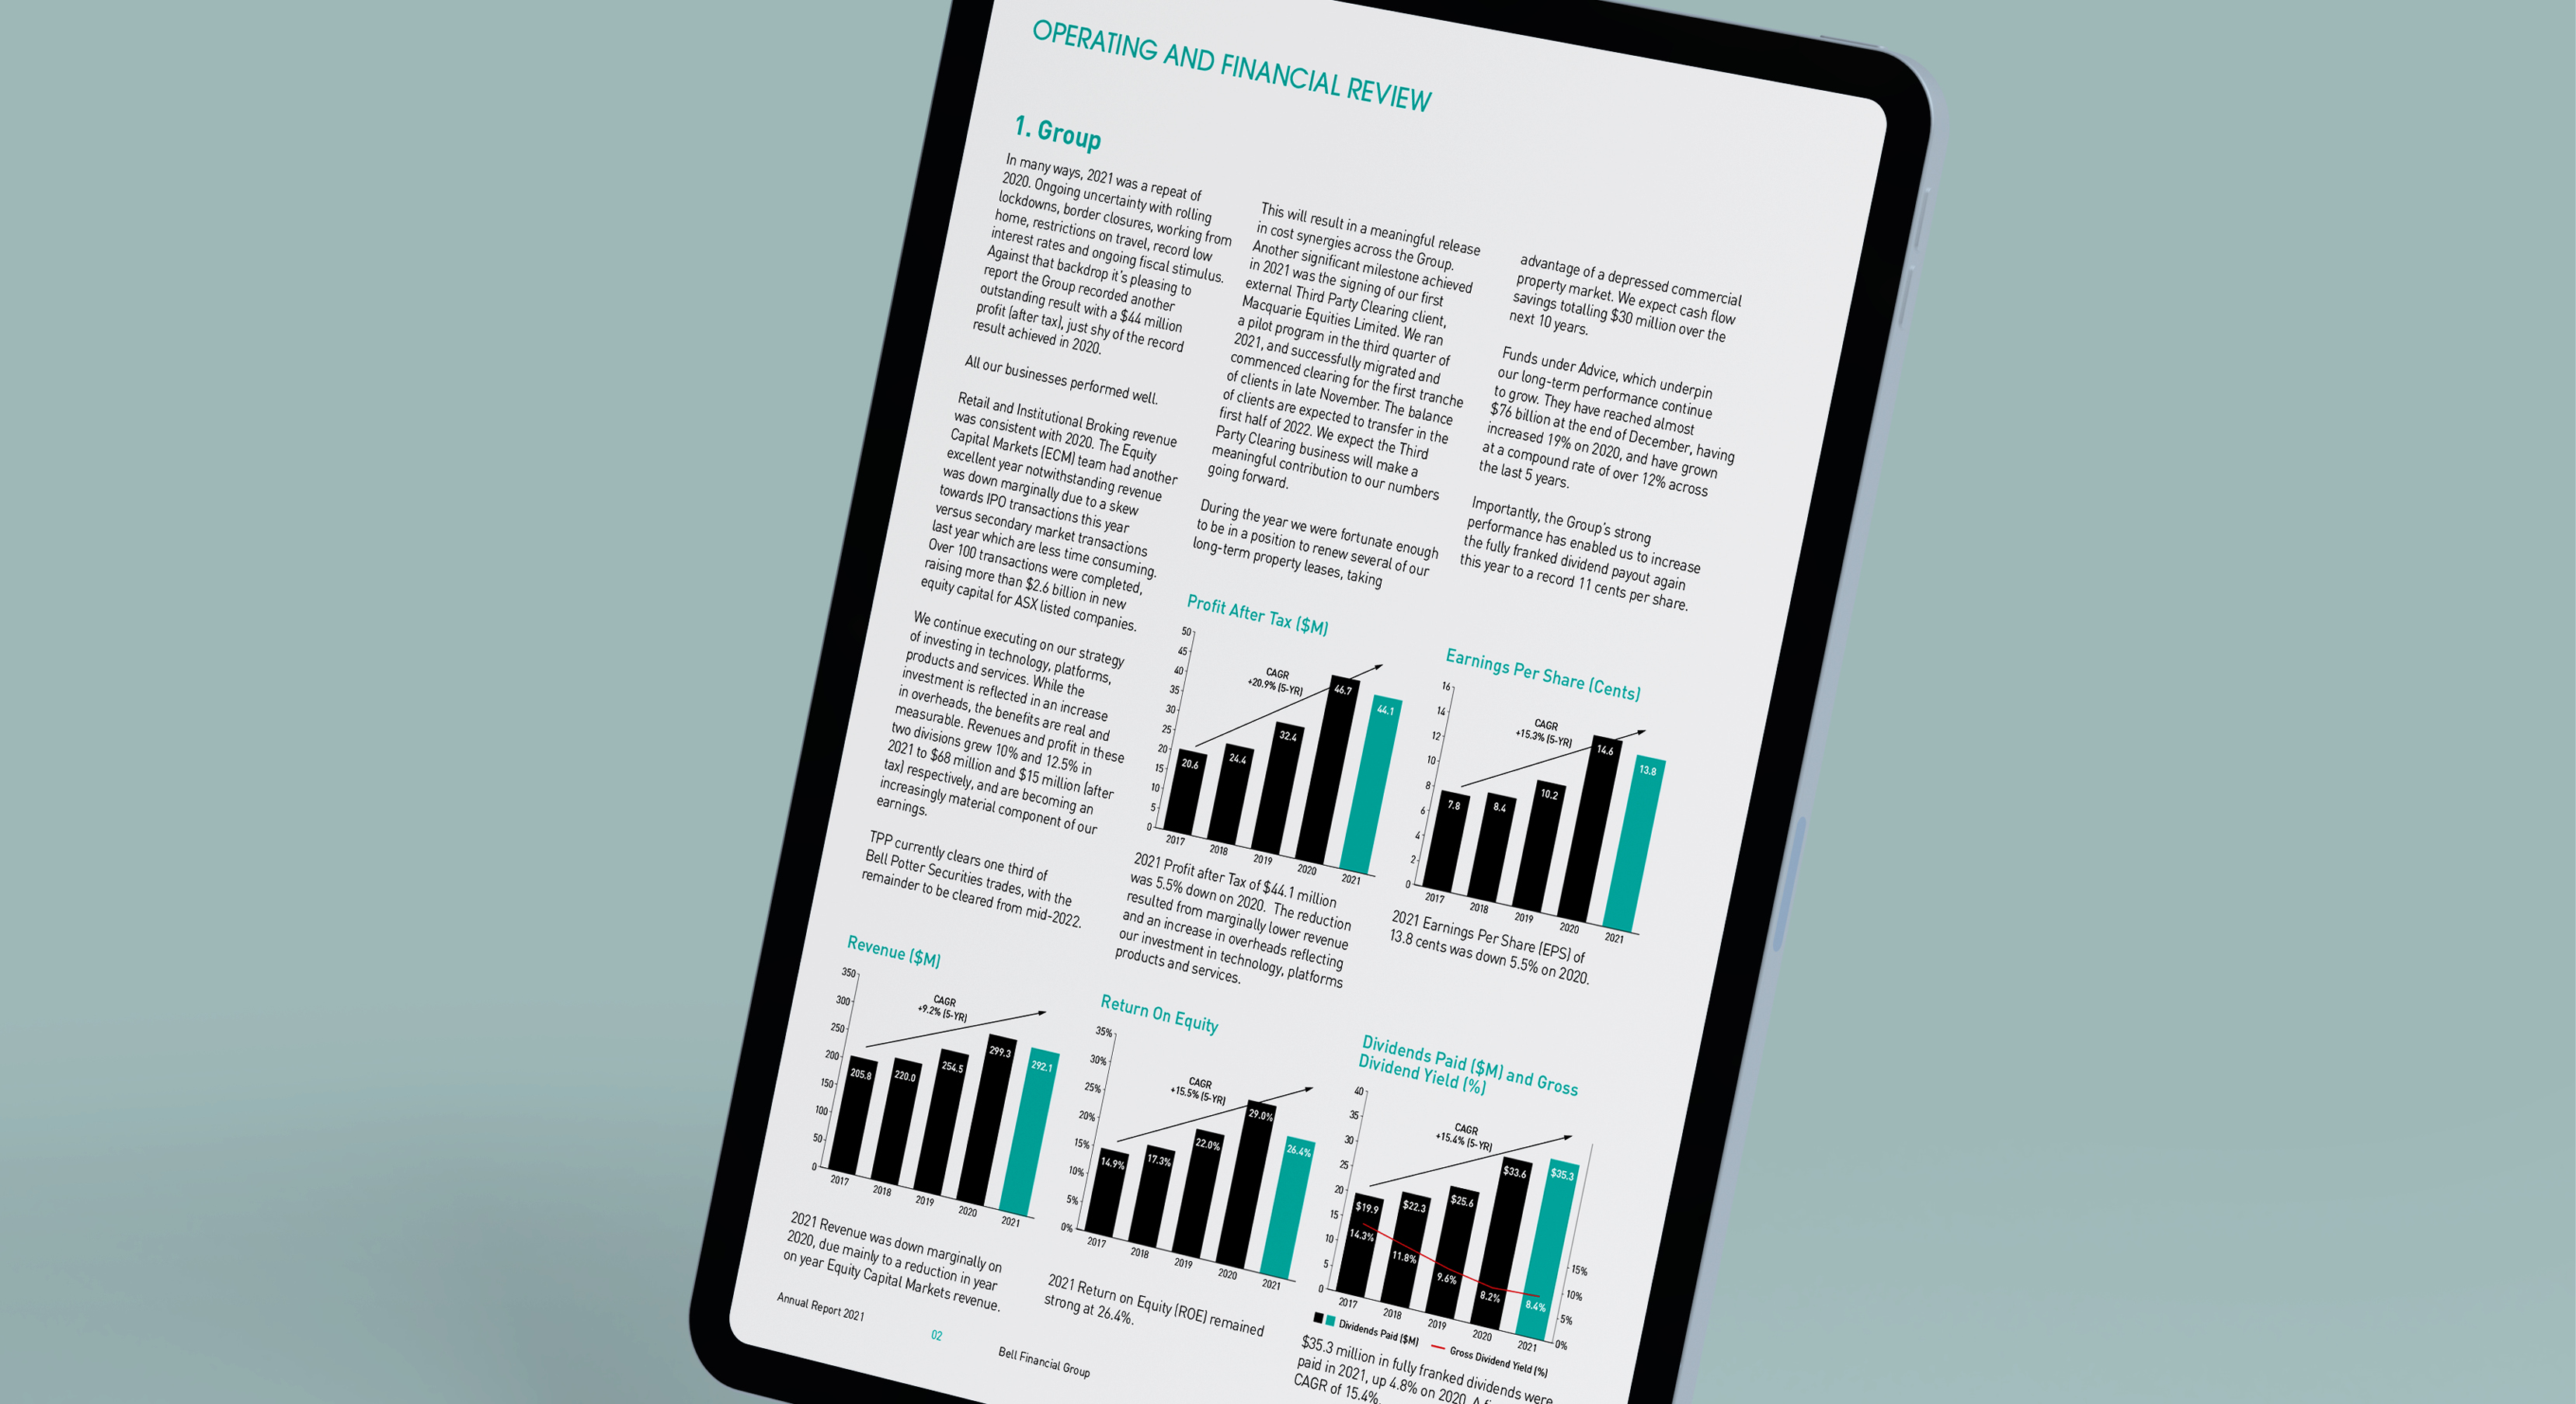 OPERATING AND FINANCIAL REVIEW
1. Group
In many ways, 2021 was a repeat of
2020. Ongoing uncertainty with rolling
lockdowns, border closures, working from
home, restrictions on travel, record low
interest rates and ongoing fiscal stimulus.
Against that backdrop it's pleasing to
report the Group recorded another
outstanding result with a $44 million
profit (after tax), just shy of the record
result achieved in 2020.
All our businesses performed well.
Retail and Institutional Broking revenue
was consistent with 2020. The Equity
Capital Markets (ECM) team had another
excellent year notwithstanding revenue
was down marginally due to a skew
towards IPO transactions this year
versus secondary market transactions
last year which are less time consuming.
Over 100 transactions were completed,
raising more than $2.6 billion in new
equity capital for ASX listed companies.
We continue executing on our strategy
of investing in technology, platforms,
products and services. While the
investment is reflected in an increase
in overheads, the benefits are real and
measurable. Revenues and profit in these
two divisions grew 10% and 12.5% in
2021 to $68 million and $15 million (after
tax) respectively, and are becoming an
increasingly material component of our
earnings.
TPP currently clears one third of
Bell Potter Securities trades, with the
remainder to be cleared from mid-2022.
This will result in a meaningful release
in cost synergies across the Group.
Another significant milestone achieved
in 2021 was the signing of our first
external Third Party Clearing client,
Macquarie Equities Limited. We ran
a pilot program in the third quarter of
2021, and successfully migrated and
commenced clearing for the first tranche
of clients in late November. The balance
of clients are expected to transfer in the
first half of 2022. We expect the Third
Party Clearing business will make a
meaningful contribution to our numbers
going forward.
During the year we were fortunate enough
to be in a position to renew several of our
long-term property leases, taking
advantage of a depressed commercial
property market. We expect cash flow
savings totalling $30 million over the
next 10 years.
Funds under Advice, which underpin
our long-term performance continue
to grow. They have reached almost
$76 billion at the end of December, having
increased 19% on 2020, and have grown
at a compound rate of over 12% across
the last 5 years.
Importantly, the Group's strong
performance has enabled us to increase
the fully franked dividend payout again
this year to a record 11 cents per share.
Profit After Tax ($M)
50
45
40
35
30
25
20
15
10
5
0
CAGR
+20.9% (5-YR)
20.6
24.4
32.4
46.7
44.1
2017 2018 2019 2020 2021
2021 Profit after Tax of $44.1 million
was 5.5% down on 2020. The reduction
resulted from marginally lower revenue
and an increase in overheads reflecting
our investment in technology, platforms
products and services.
Earnings Per Share (Cents)
16
14
12
10
8
6
4
2
0
CAGR
+15.3% (5-YR)
7.8
8.4
10.2
14.6
13.8
2017 2018 2019 2020 2021
2021 Earnings Per Share (EPS) of
13.8 cents was down 5.5% on 2020.
Revenue ($M)
350
300
250
200
150
100
50
0
CAGR
+9.2% (5-YR)
205.8
220.0
254.5
299.3
292.1
2017 2018 2019 2020 2021
2021 Revenue was down marginally on
2020, due mainly to a reduction in year
on year Equity Capital Markets revenue.
Return On Equity
35%
30%
25%
20%
15%
10%
5%
0%
CAGR
+15.5% (5-YR)
14.9%
17.3%
22.0%
29.0%
26.4%
2017 2018 2019 2020 2021
2021 Return on Equity (ROE) remained
strong at 26.4%.
Dividends Paid ($M) and Gross
Dividend Yield (%)
40
35
30
25
20
15
10
5
0
CAGR
+15.4% (5-YR)
$19.9
$22.3
$25.6
$33.6
$35.3
14.3%
11.8%
9.6%
8.2%
8.4%
15%
10%
5%
0%
2017 2018 2019 2020 2021
Dividends Paid ($M) Gross Dividend Yield (%)
$35.3 million in fully franked dividends were
paid in 2021, up 4.8% on 2020. A
CAGR of 15.4%.
Annual Report 2021
02
Bell Financial Group